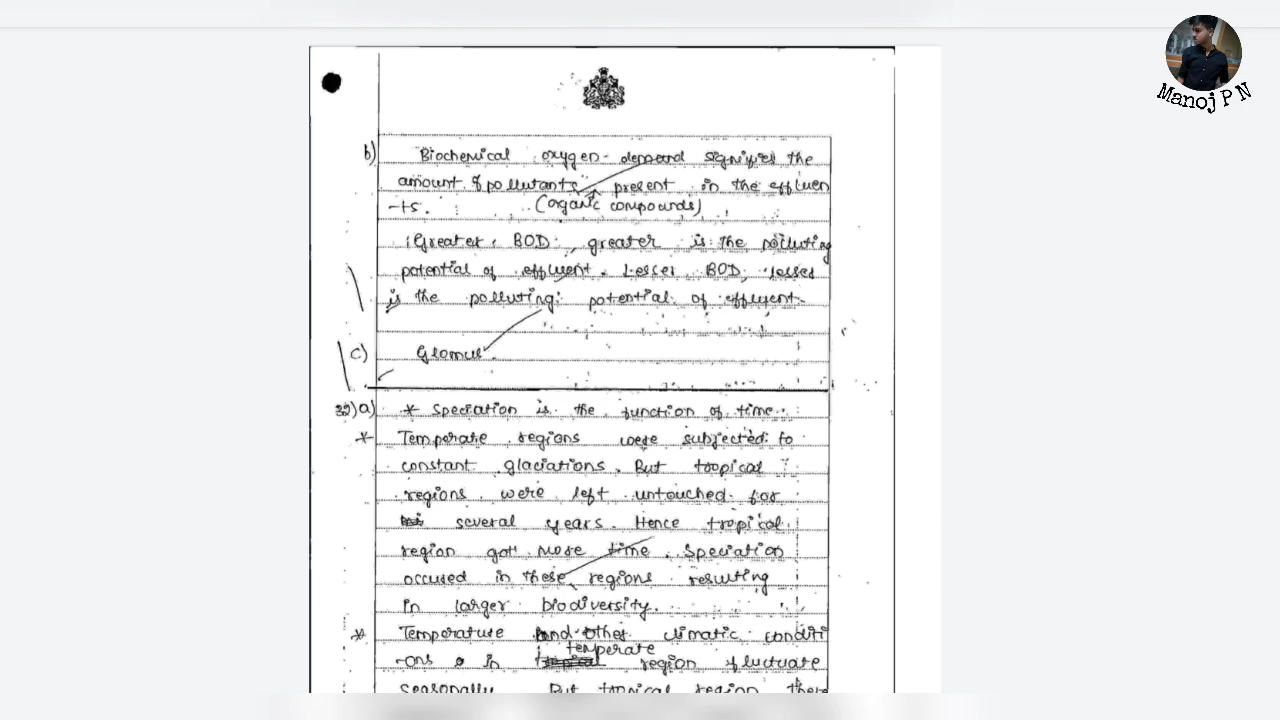 Manoj P N
b) Biochemical oxygen demand signifies the
amount of pollutants present in the effluen
-ts. (organic compounds)
Greater BOD, greater is the polluting
potential of effluent. Lesser BOD, lesser
is the polluting potential of effluent.
c) Glomus.
a) * Speciation is the function of time.
* Temperate regions were subjected to
constant glaciations. But tropical
regions were left untouched for
several years. Hence tropical
region got more time. Speciation
occured in these regions resulting
in larger biodiversity.
* Temperature and other climatic conditi
temperate
-ons in region fluctuate
seasonally But tropical region there